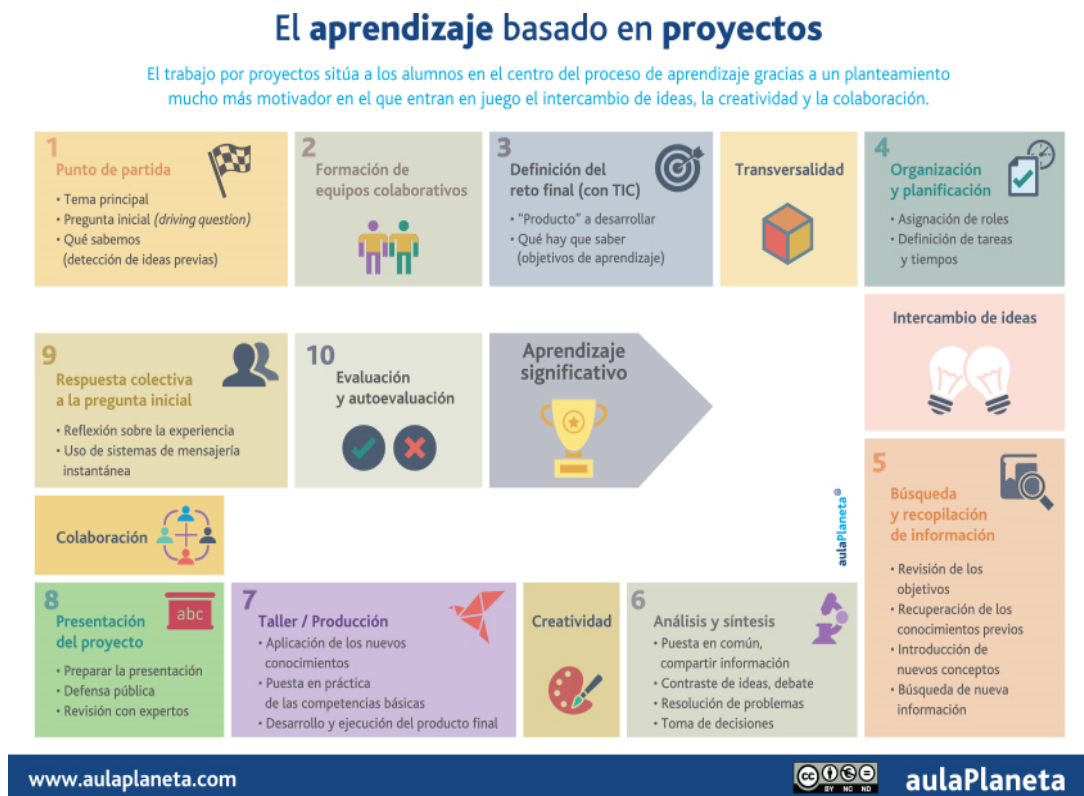 El aprendizaje basado en proyectos
El trabajo por proyectos sitúa a los alumnos en el centro del proceso de aprendizaje gracias a un planteamiento
mucho más motivador en el que entran en juego el intercambio de ideas, la creatividad y la colaboración.
1
Punto de partida
• Tema principal
• Pregunta inicial (driving question)
• Qué sabemos
(detección de ideas previas)
2
Formación de
equipos colaborativos
3
Definición del
reto final (con TIC)
• "Producto" a desarrollar
• Qué hay que saber
(objetivos de aprendizaje)
Transversalidad
4
Organización
y planificación
• Asignación de roles
• Definición de tareas
y tiempos
Intercambio de ideas
5
Búsqueda
y recopilación
de información
• Revisión de los
objetivos
• Recuperación de los
conocimientos previos
• Introducción de
nuevos conceptos
• Búsqueda de nueva
información
6
Análisis y síntesis
• Puesta en común,
compartir información
• Contraste de ideas, debate
• Resolución de problemas
• Toma de decisiones
Creatividad
7
Taller / Producción
• Aplicación de los nuevos
conocimientos
• Puesta en práctica
de las competencias básicas
• Desarrollo y ejecución del producto final
8
abc
Presentación
del proyecto
• Preparar la presentación
• Defensa pública
• Revisión con expertos
Colaboración
9
Respuesta colectiva
a la pregunta inicial
• Reflexión sobre la experiencia
• Uso de sistemas de mensajería
instantánea
10
Evaluación
y autoevaluación
Aprendizaje
significativo
aulaPlaneta®
www.aulaplaneta.com
cc BY NC ND
aulaPlaneta